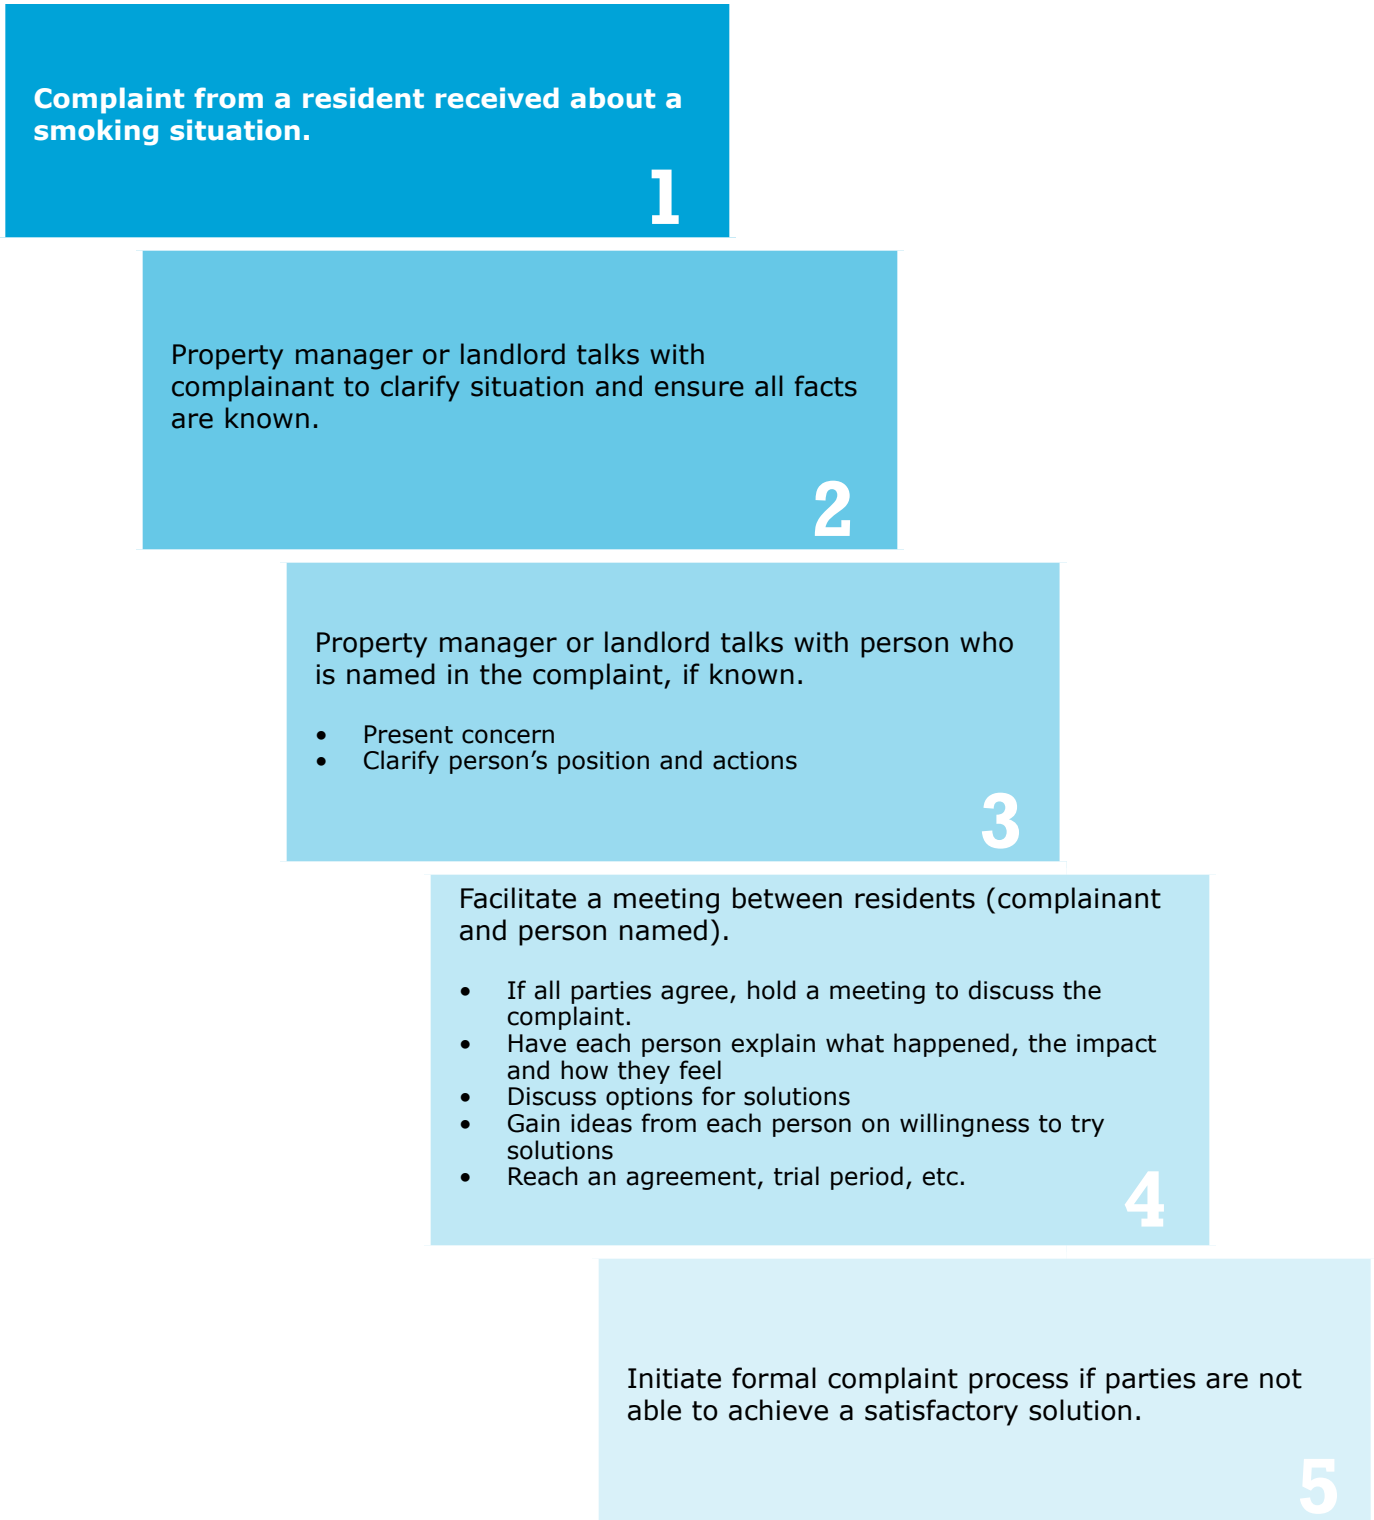 Complaint from a resident received about a
smoking situation.
1
Property manager or landlord talks with
complainant to clarify situation and ensure all facts
are known.
2
Property manager or landlord talks with person who
is named in the complaint, if known.
• Present concern
• Clarify person’s position and actions
3
Facilitate a meeting between residents (complainant
and person named).
• If all parties agree, hold a meeting to discuss the
complaint.
• Have each person explain what happened, the impact
and how they feel
• Discuss options for solutions
• Gain ideas from each person on willingness to try
solutions
• Reach an agreement, trial period, etc.
4
Initiate formal complaint process if parties are not
able to achieve a satisfactory solution.
5